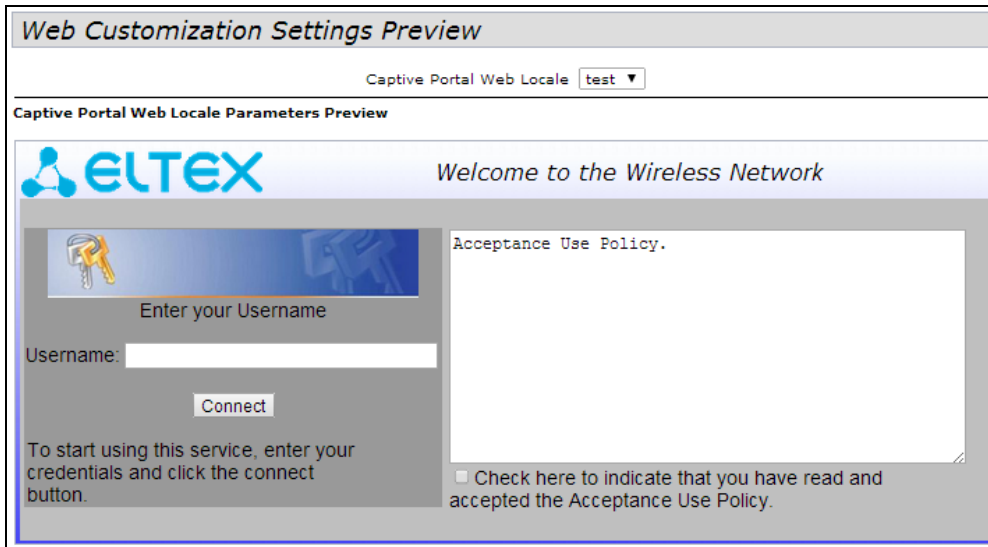 Web Customization Settings Preview
Captive Portal Web Locale test ▼
Captive Portal Web Locale Parameters Preview
ELTEX
Welcome to the Wireless Network
Enter your Username
Username:
Connect
To start using this service, enter your
credentials and click the connect
button.
Acceptance Use Policy.
Check here to indicate that you have read and
accepted the Acceptance Use Policy.